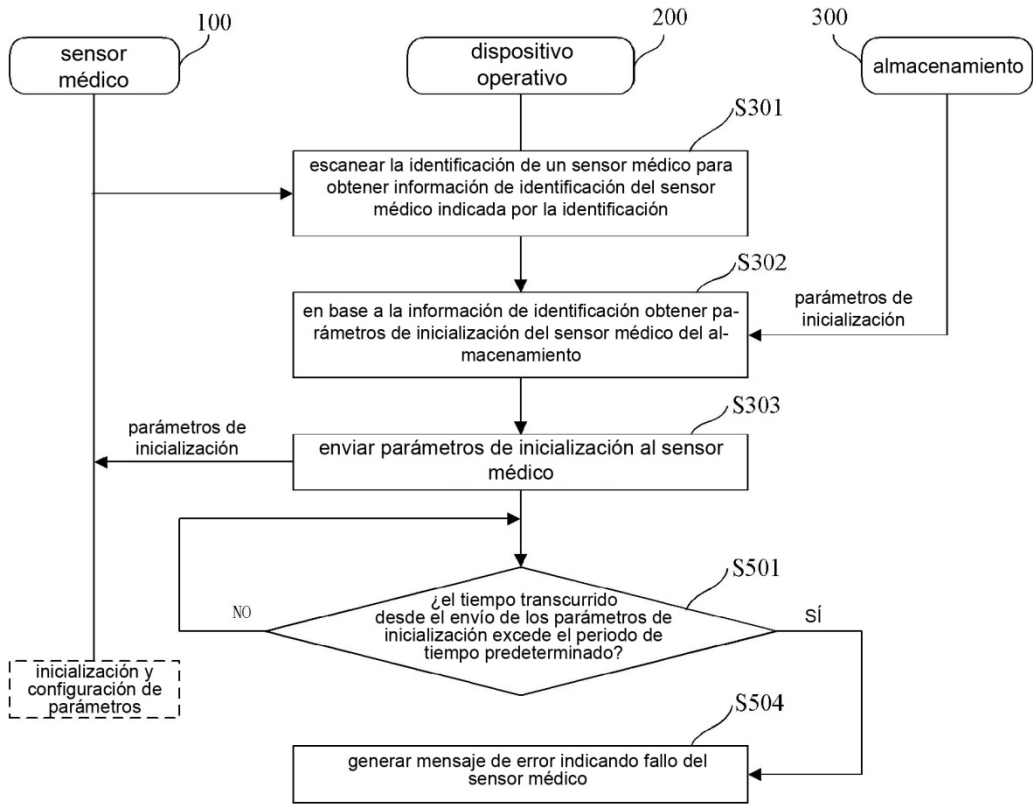 100
200
300
sensor
médico
dispositivo
operativo
almacenamiento
S301
escanear la identificación de un sensor médico para
obtener información de identificación del sensor
médico indicada por la identificación
S302
en base a la información de identificación obtener pa-
rámetros de inicialización del sensor médico del al-
macenamiento
parámetros de
inicialización
S303
parámetros de
inicialización
enviar parámetros de inicialización al sensor
médico
S501
¿el tiempo transcurrido
desde el envío de los parámetros de
inicialización excede el periodo de
tiempo predeterminado?
NO
SÍ
inicialización y
configuración de
parámetros
S504
generar mensaje de error indicando fallo del
sensor médico